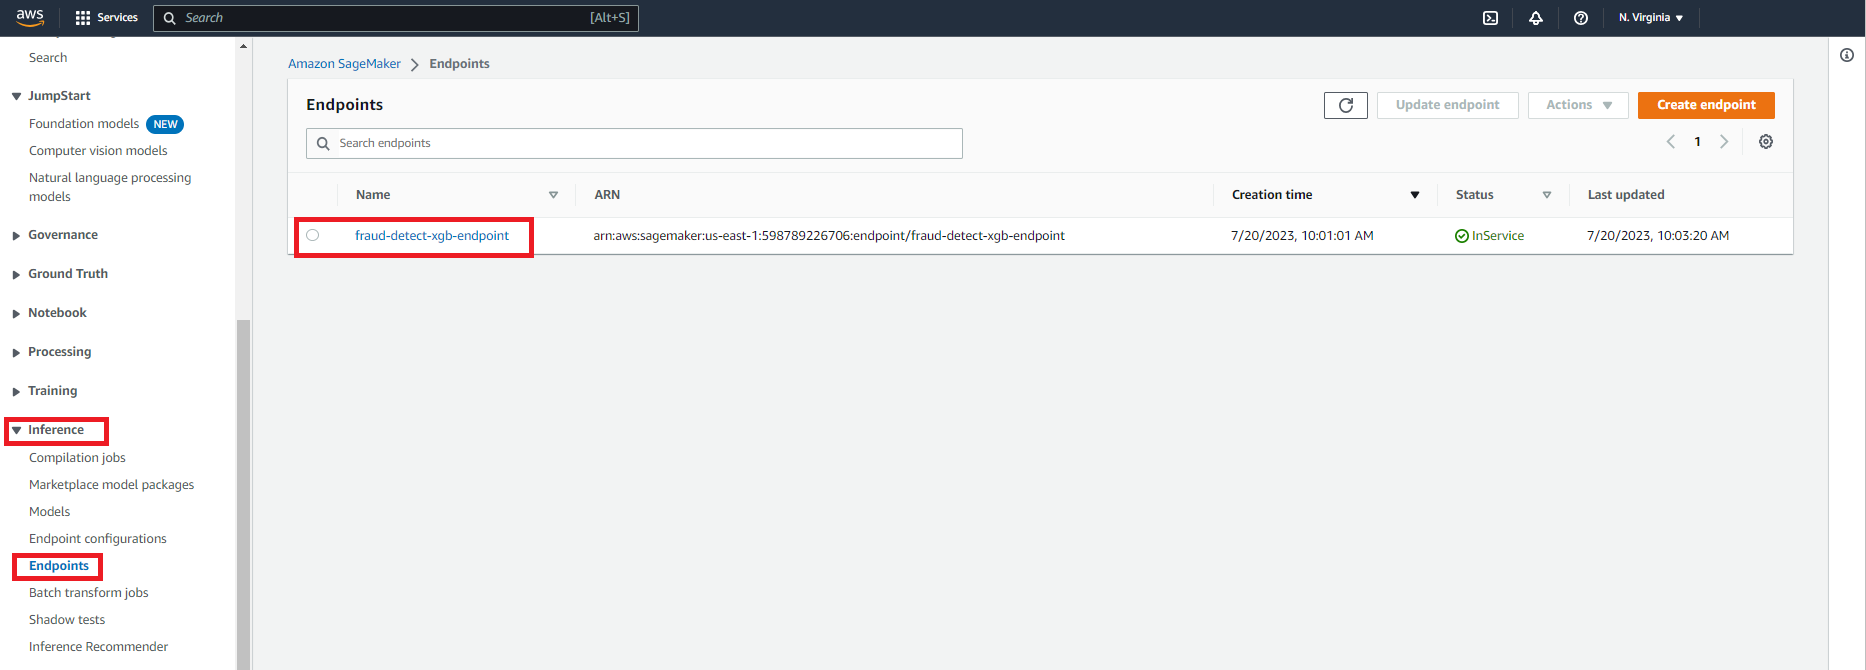 aws
Services
Search
[Alt+S]
N. Virginia
Search
JumpStart
Foundation models NEW
Computer vision models
Natural language processing
models
Governance
Ground Truth
Notebook
Processing
Training
Inference
Compilation jobs
Marketplace model packages
Models
Endpoint configurations
Endpoints
Batch transform jobs
Shadow tests
Inference Recommender
Amazon SageMaker
Endpoints
Endpoints
Update endpoint
Actions
Create endpoint
Search endpoints
1
Name
ARN
Creation time
Status
Last updated
fraud-detect-xgb-endpoint
arn:aws:sagemaker:us-east-1:598789226706:endpoint/fraud-detect-xgb-endpoint
7/20/2023, 10:01:01 AM
InService
7/20/2023, 10:03:20 AM